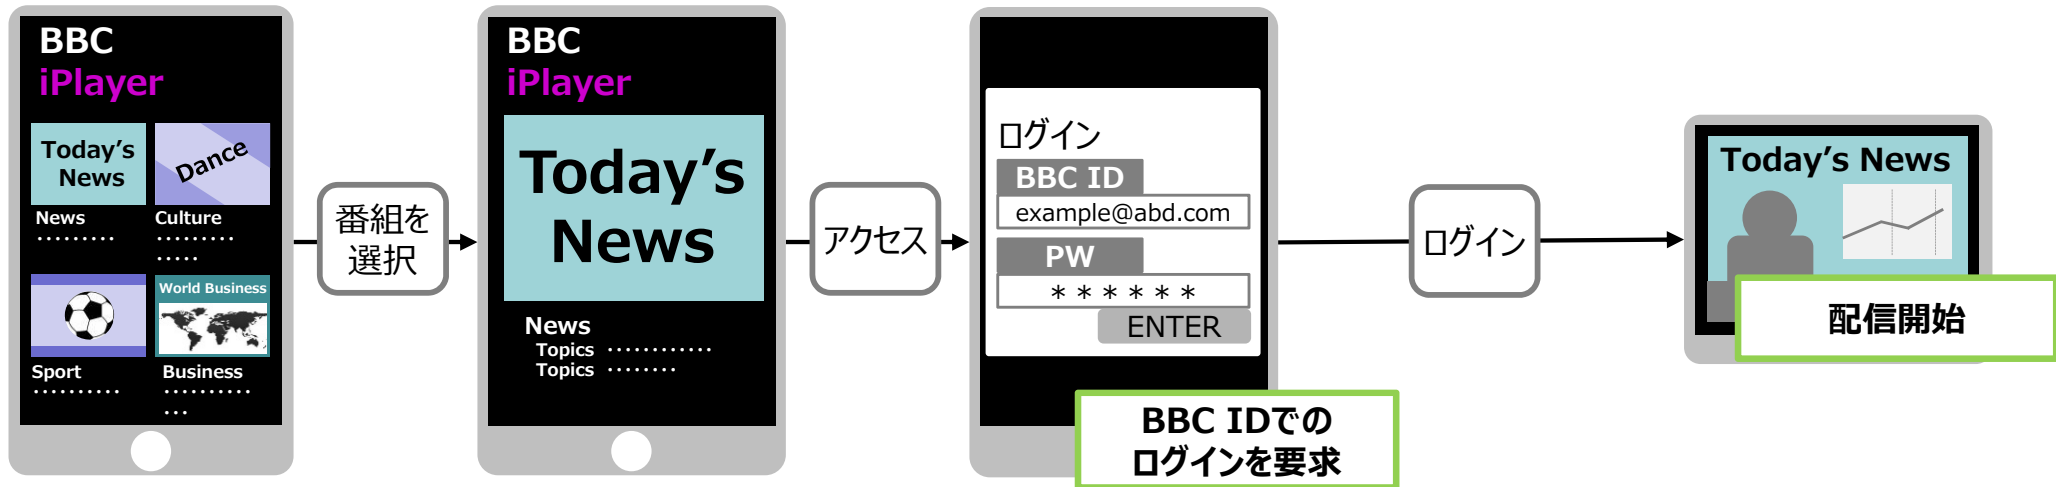 BBC
iPlayer
Today's
News
Dance
News
・・・・・・・・・
Culture
・・・・・・・・・
・・・・・
World Business
Sport
・・・・・・・・・・
Business
・・・・・・・・・・
・・・
番組を
選択
BBC
iPlayer
Today's
News
News
Topics ・・・・・・・・・・・・
Topics ・・・・・・・・
アクセス
ログイン
BBC ID
example@abd.com
PW
＊＊＊＊＊＊
ENTER
BBC IDでの
ログインを要求
ログイン
Today's News
配信開始